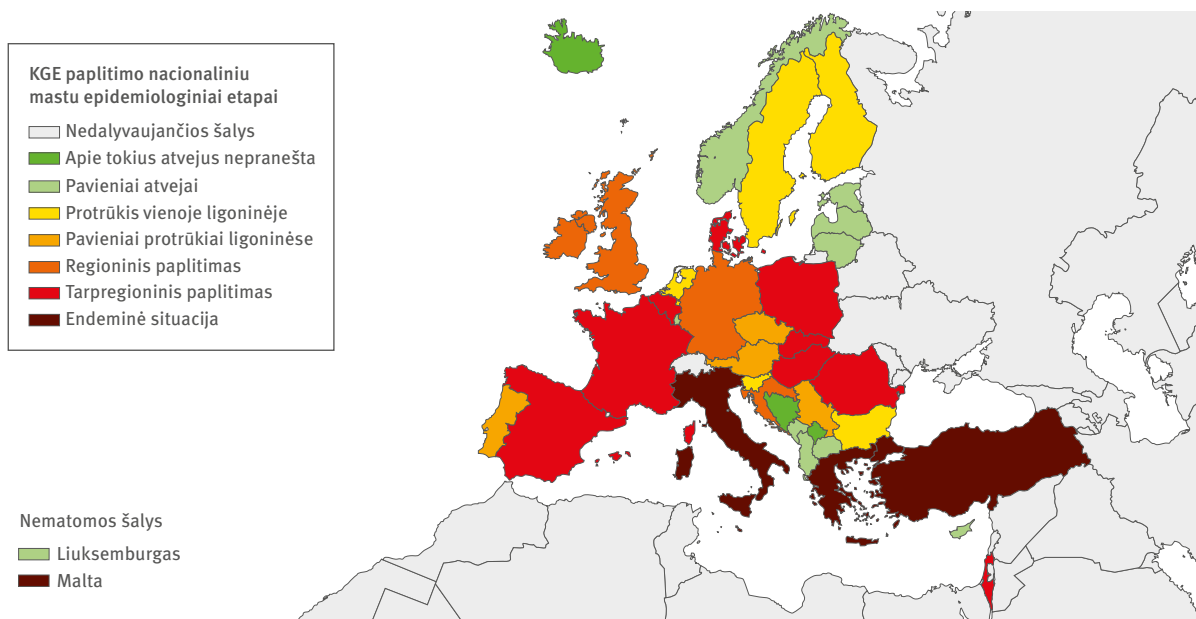 KGE paplitimo nacionaliniu
mastu epidemiologiniai etapai
Nedalyvaujančios šalys
Apie tokius atvejus nepranešta
Pavieniai atvejai
Protrūkis vienoje ligoninėje
Pavieniai protrūkiai ligoninėse
Regioninis paplitimas
Tarpregioninis paplitimas
Endeminė situacija
Nematomos šalys
Liuksemburgas
Malta